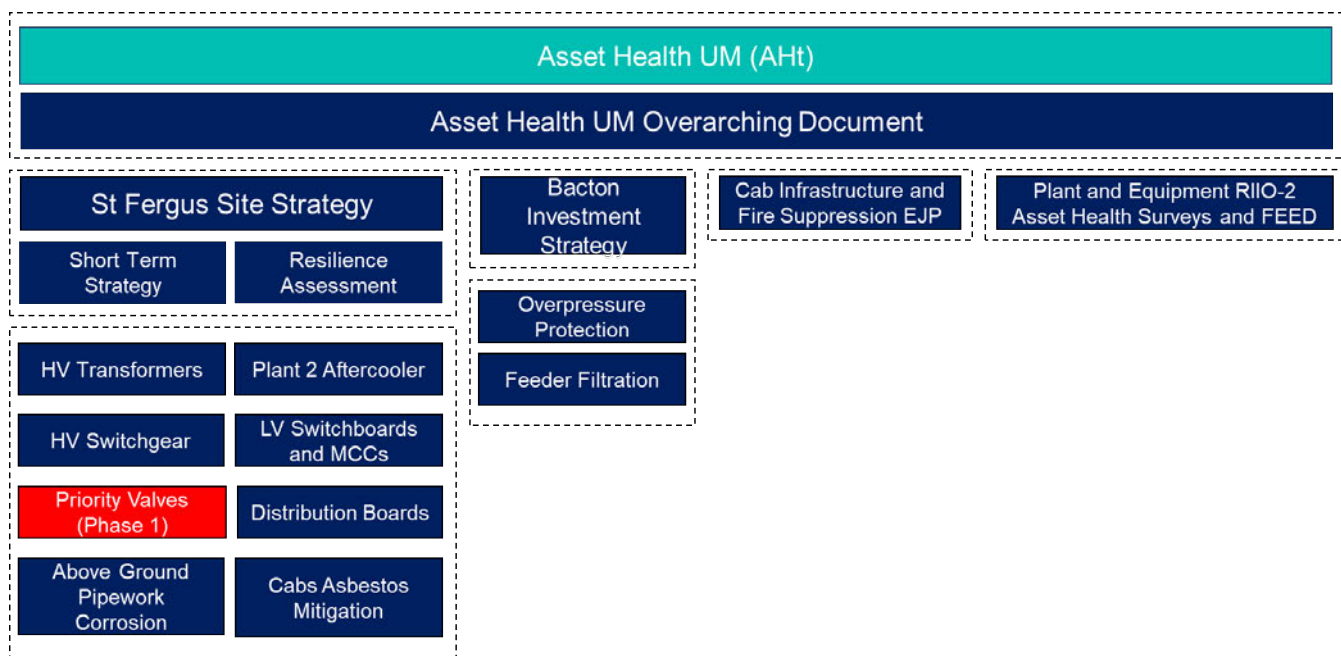 Asset Health UM (AHt)
Asset Health UM Overarching Document
St Fergus Site Strategy
Short Term
Strategy
Resilience
Assessment
HV Transformers
Plant 2 Aftercooler
HV Switchgear
LV Switchboards
and MCCs
Priority Valves
(Phase 1)
Distribution Boards
Above Ground
Pipework
Corrosion
Cabs Asbestos
Mitigation
Bacton
Investment
Strategy
Overpressure
Protection
Feeder Filtration
Cab Infrastructure and
Fire Suppression EJP
Plant and Equipment RIIO-2
Asset Health Surveys and FEED